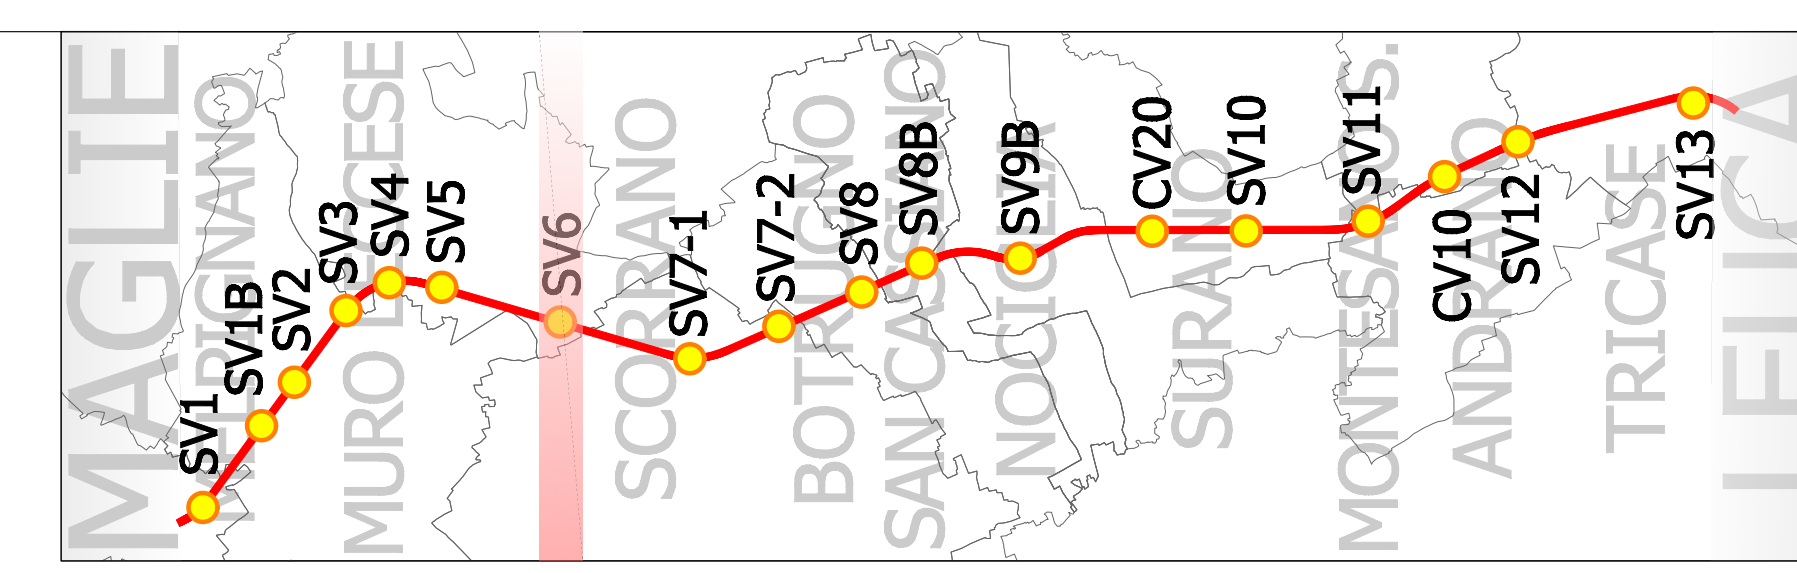 MAGLIE
MELPIGNANO
MURO LECCESE
SCORRANO
BOTRUGNO
SAN CASSIANO
NOCIGLIA
SURANO
MONTESANO S.
ANDRANO
TRICASE
SV1
SV1B
SV2
SV3
SV4
SV5
SV6
SV7-1
SV7-2
SV8
SV8B
SV9B
CV20
SV10
SV11
CV10
SV12
SV13